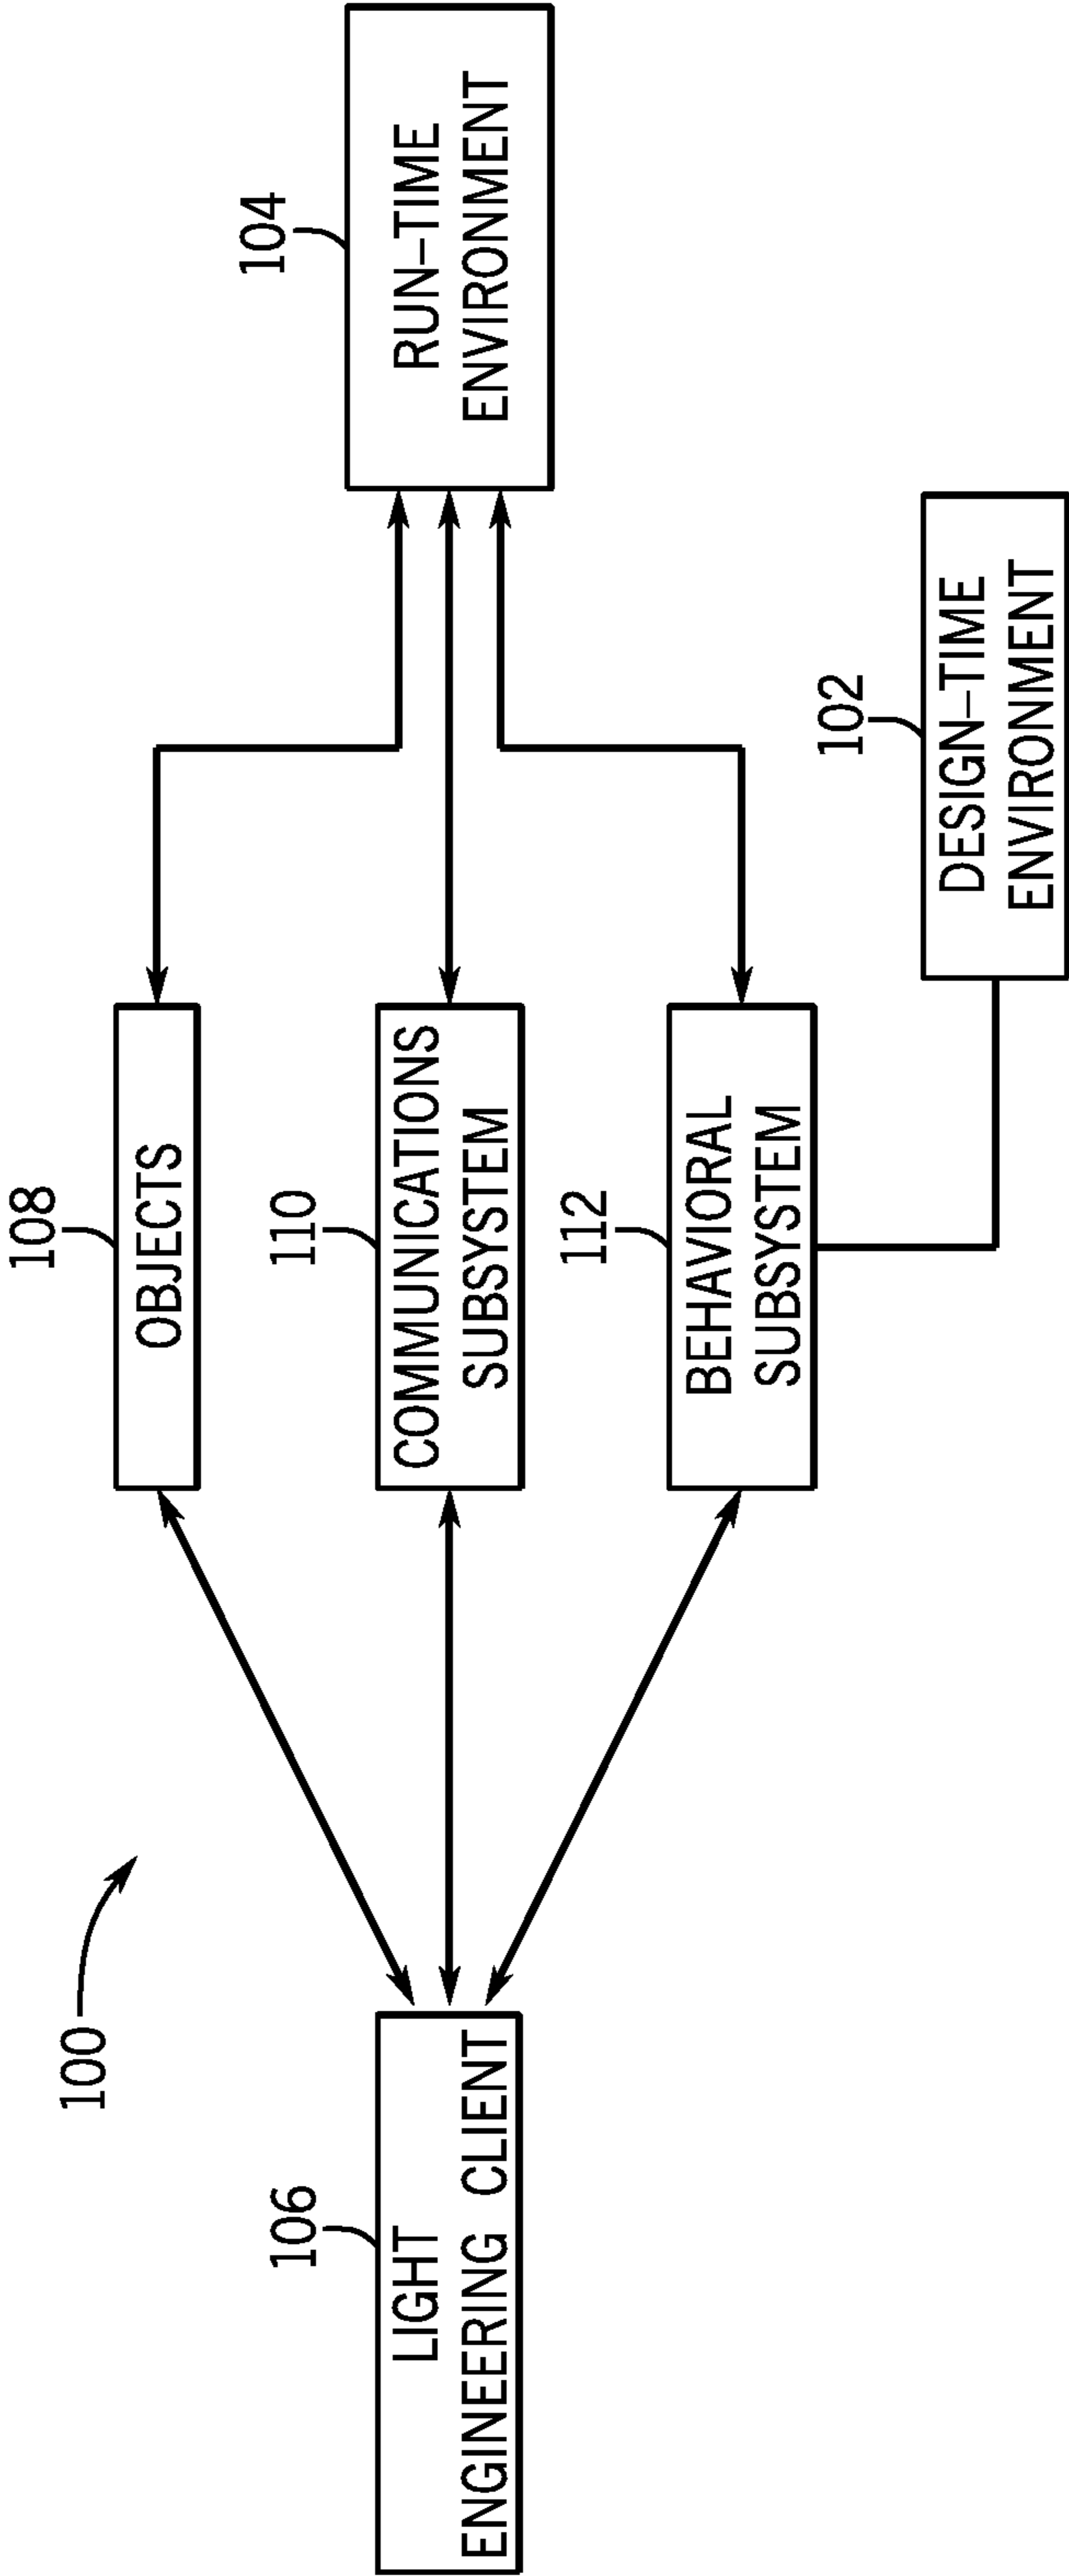 100
106
LIGHT
ENGINEERING CLIENT
108
OBJECTS
110
COMMUNICATIONS
SUBSYSTEM
112
BEHAVIORAL
SUBSYSTEM
104
RUN–TIME
ENVIRONMENT
102
DESIGN–TIME
ENVIRONMENT